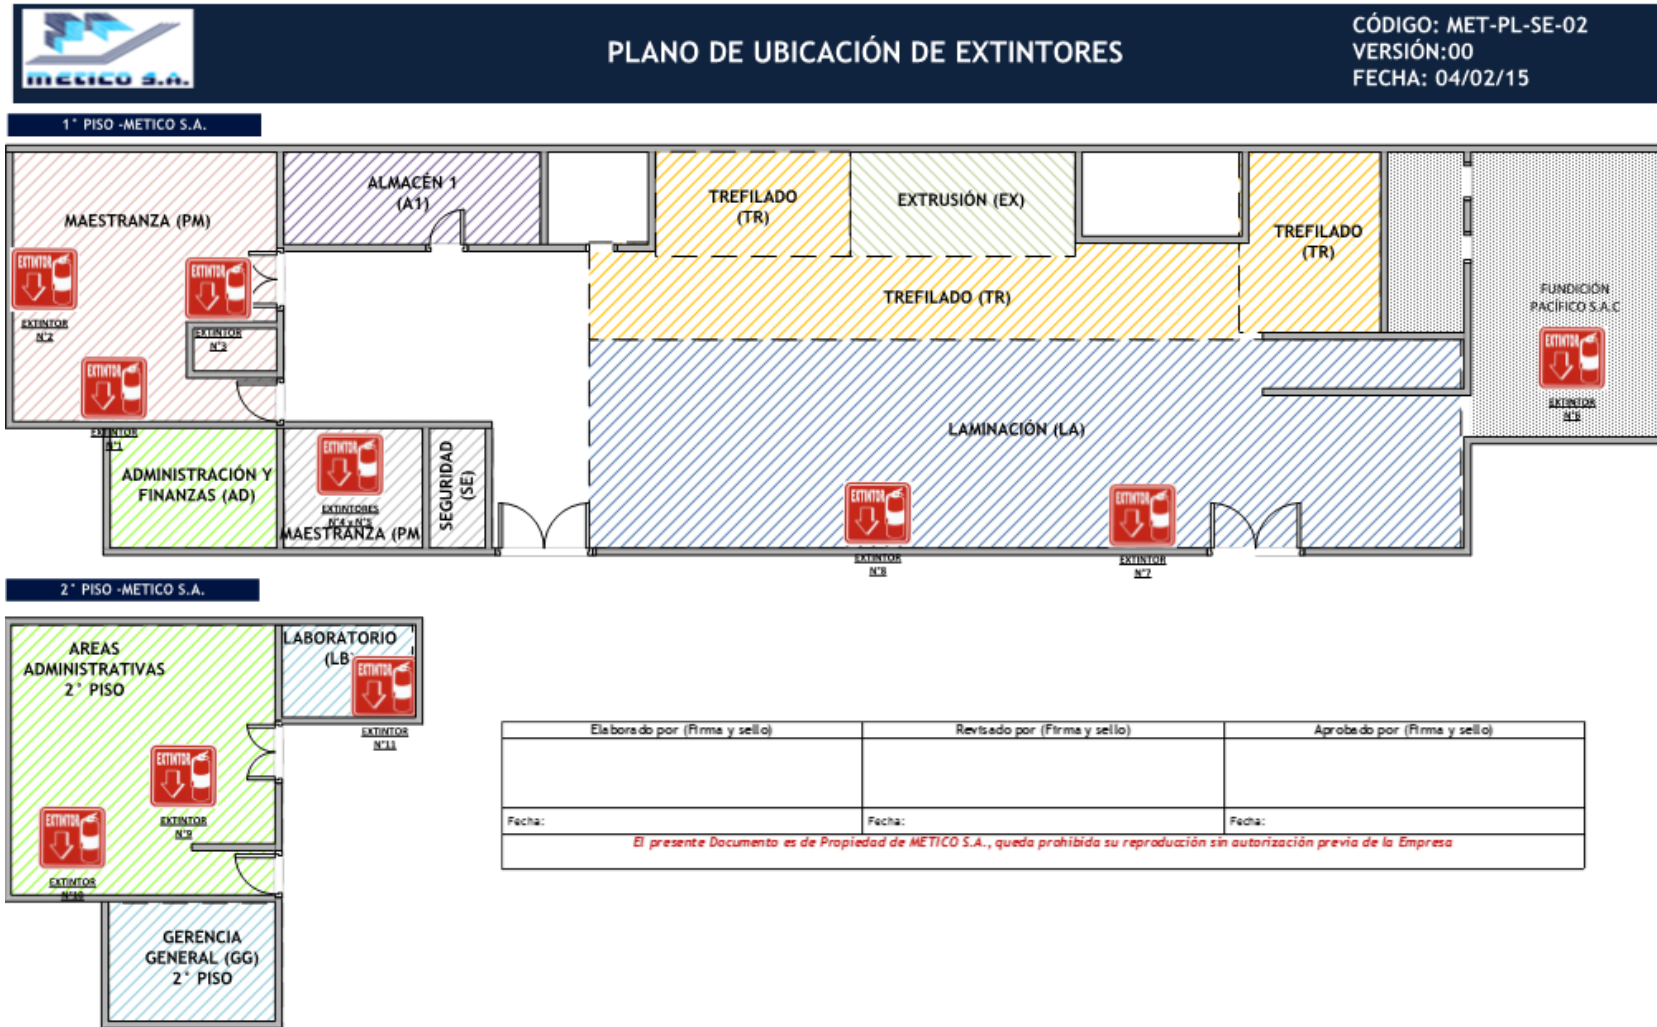 METICO S.A.
PLANO DE UBICACIÓN DE EXTINTORES
CÓDIGO: MET-PL-SE-02
VERSIÓN:00
FECHA: 04/02/15
1° PISO -METICO S.A.
MAESTRANZA (PM)
ALMACÉN 1
(A1)
TREFILADO
(TR)
EXTRUSIÓN (EX)
TREFILADO
(TR)
TREFILADO (TR)
FUNDICIÓN
PACÍFICO S.A.C
EXTINTOR
EXTINTOR
N°2
EXTINTOR
EXTINTOR
N°3
EXTINTOR
EXTINTOR
N°1
EXTINTOR
EXTINTOR
N°6
LAMINACIÓN (LA)
ADMINISTRACIÓN Y
FINANZAS (AD)
EXTINTOR
EXTINTORES
N°4 y N°5
MAESTRANZA (PM
SEGURIDAD
(SE)
EXTINTOR
EXTINTOR
N°8
EXTINTOR
EXTINTOR
N°7
2° PISO -METICO S.A.
AREAS
ADMINISTRATIVAS
2° PISO
LABORATORIO
(LB
EXTINTOR
EXTINTOR
N°11
EXTINTOR
EXTINTOR
N°9
EXTINTOR
EXTINTOR
N°10
GERENCIA
GENERAL (GG)
2° PISO
Elaborado por (Firma y sello)
Revisado por (Firma y sello)
Aprobado por (Firma y sello)
Fecha:
Fecha:
Fecha:
El presente Documento es de Propiedad de METICO S.A., queda prohibida su reproducción sin autorización previa de la Empresa